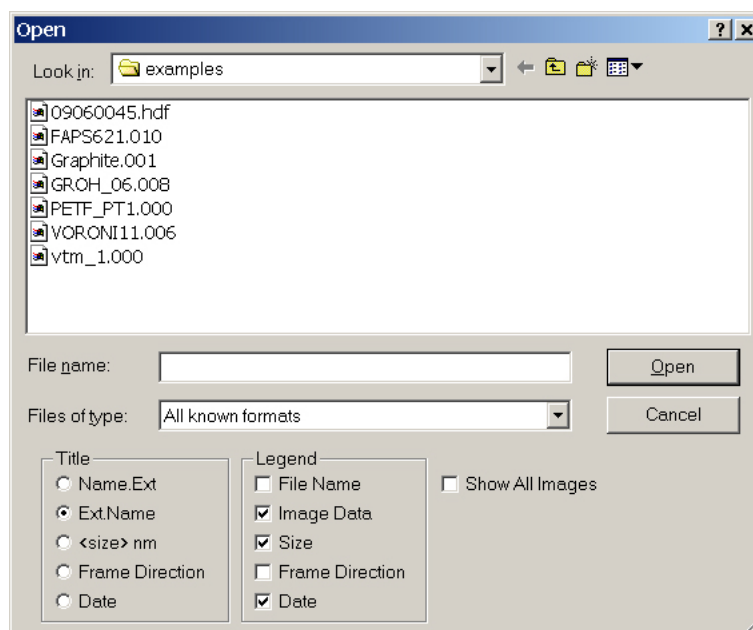 Open
Look in: examples
09060045.hdf
FAPS621.010
Graphite.001
GROH_06.008
PETF_PT1.000
VORONI11.006
vtm_1.000
File name:
Open
Files of type: All known formats
Cancel
Title
Name.Ext
Ext.Name
<size> nm
Frame Direction
Date
Legend
File Name
Image Data
Size
Frame Direction
Date
Show All Images